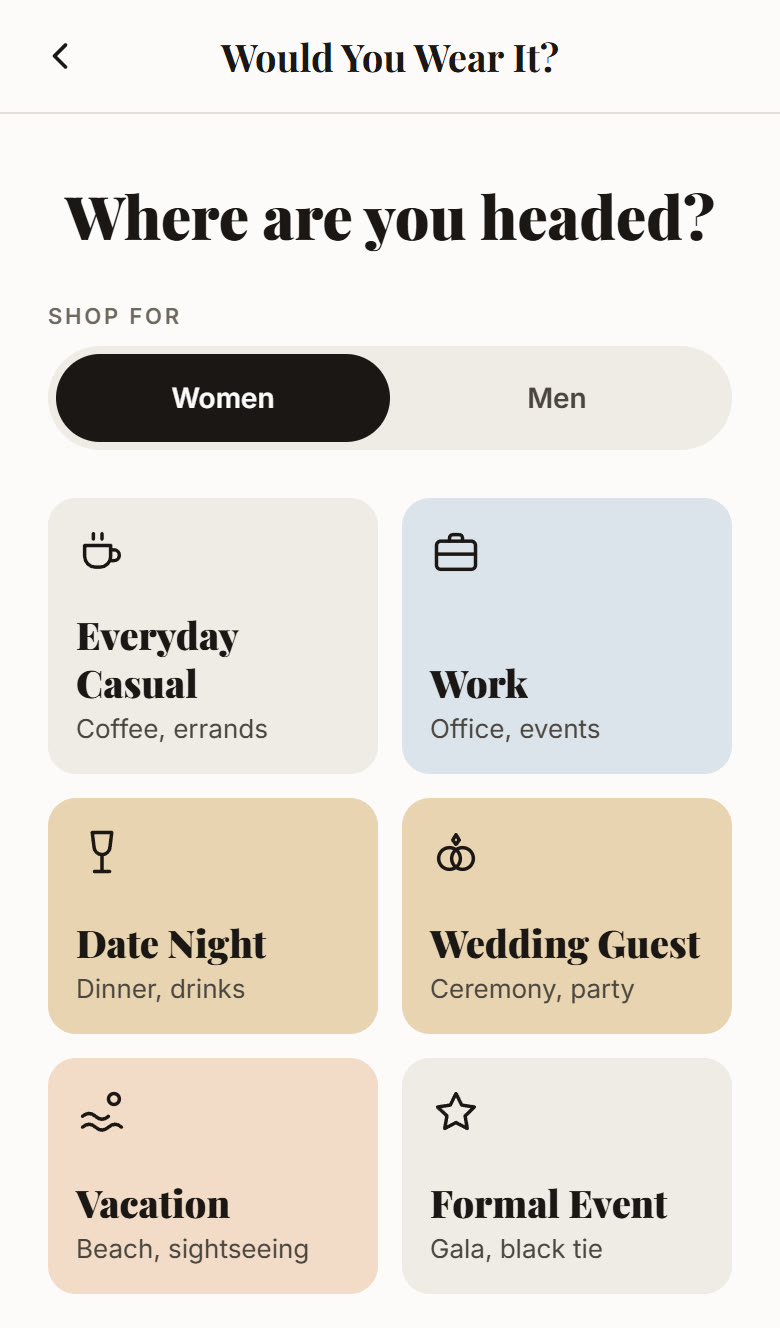 Would You Wear It?
Where are you headed?
SHOP FOR
Women Men
Everyday
Casual
Coffee, errands
Work
Office, events
Date Night
Dinner, drinks
Wedding Guest
Ceremony, party
Vacation
Beach, sightseeing
Formal Event
Gala, black tie